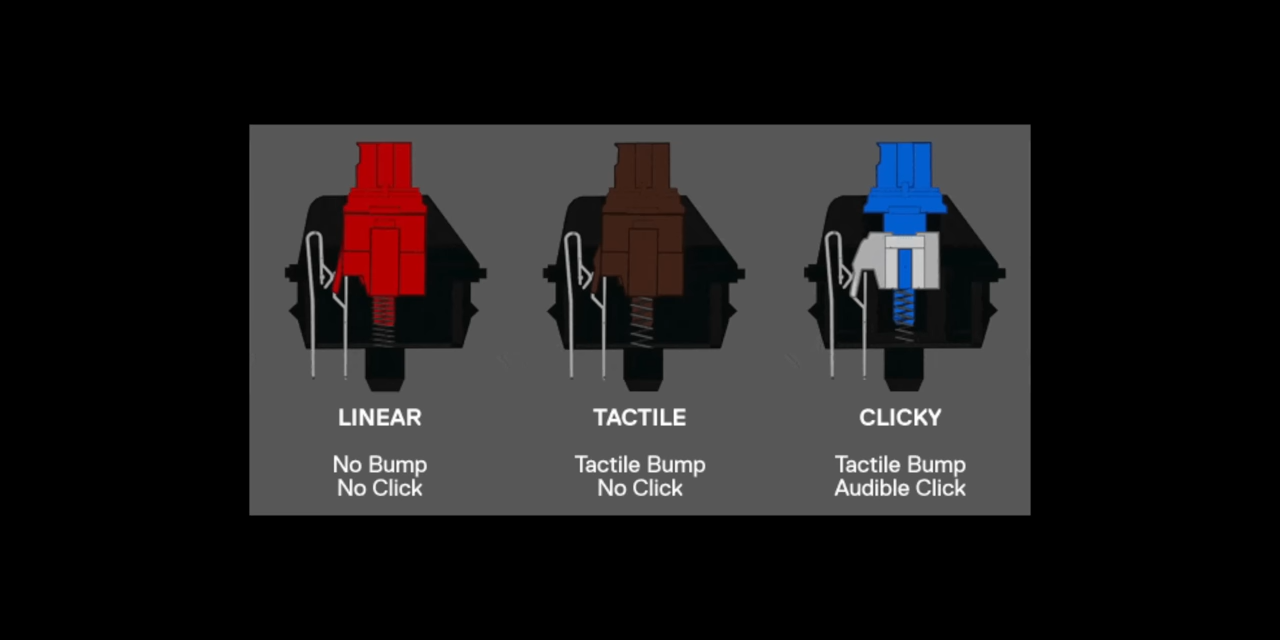 LINEAR
No Bump
No Click
TACTILE
Tactile Bump
No Click
CLICKY
Tactile Bump
Audible Click